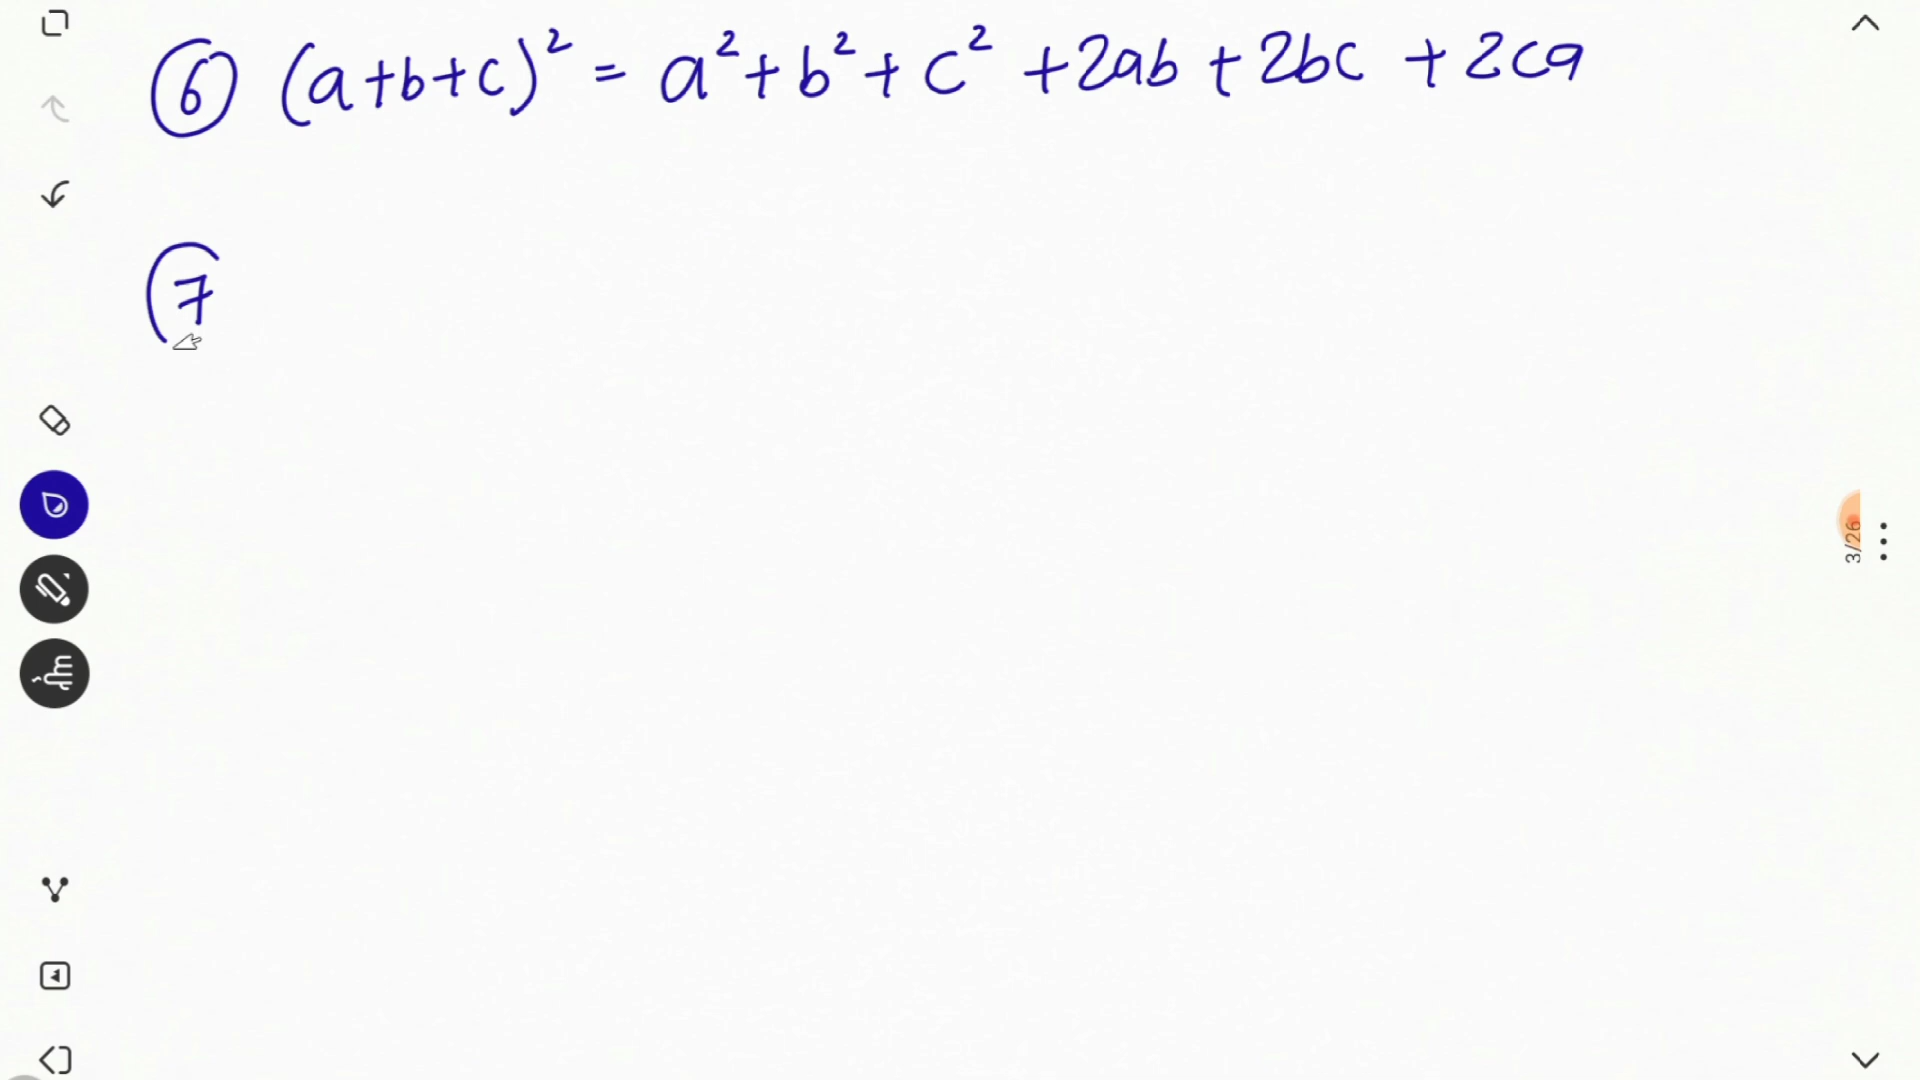 ⑥ (a+b+c)² = a²+b²+c² +2ab+2bc +2ca
7
3/26